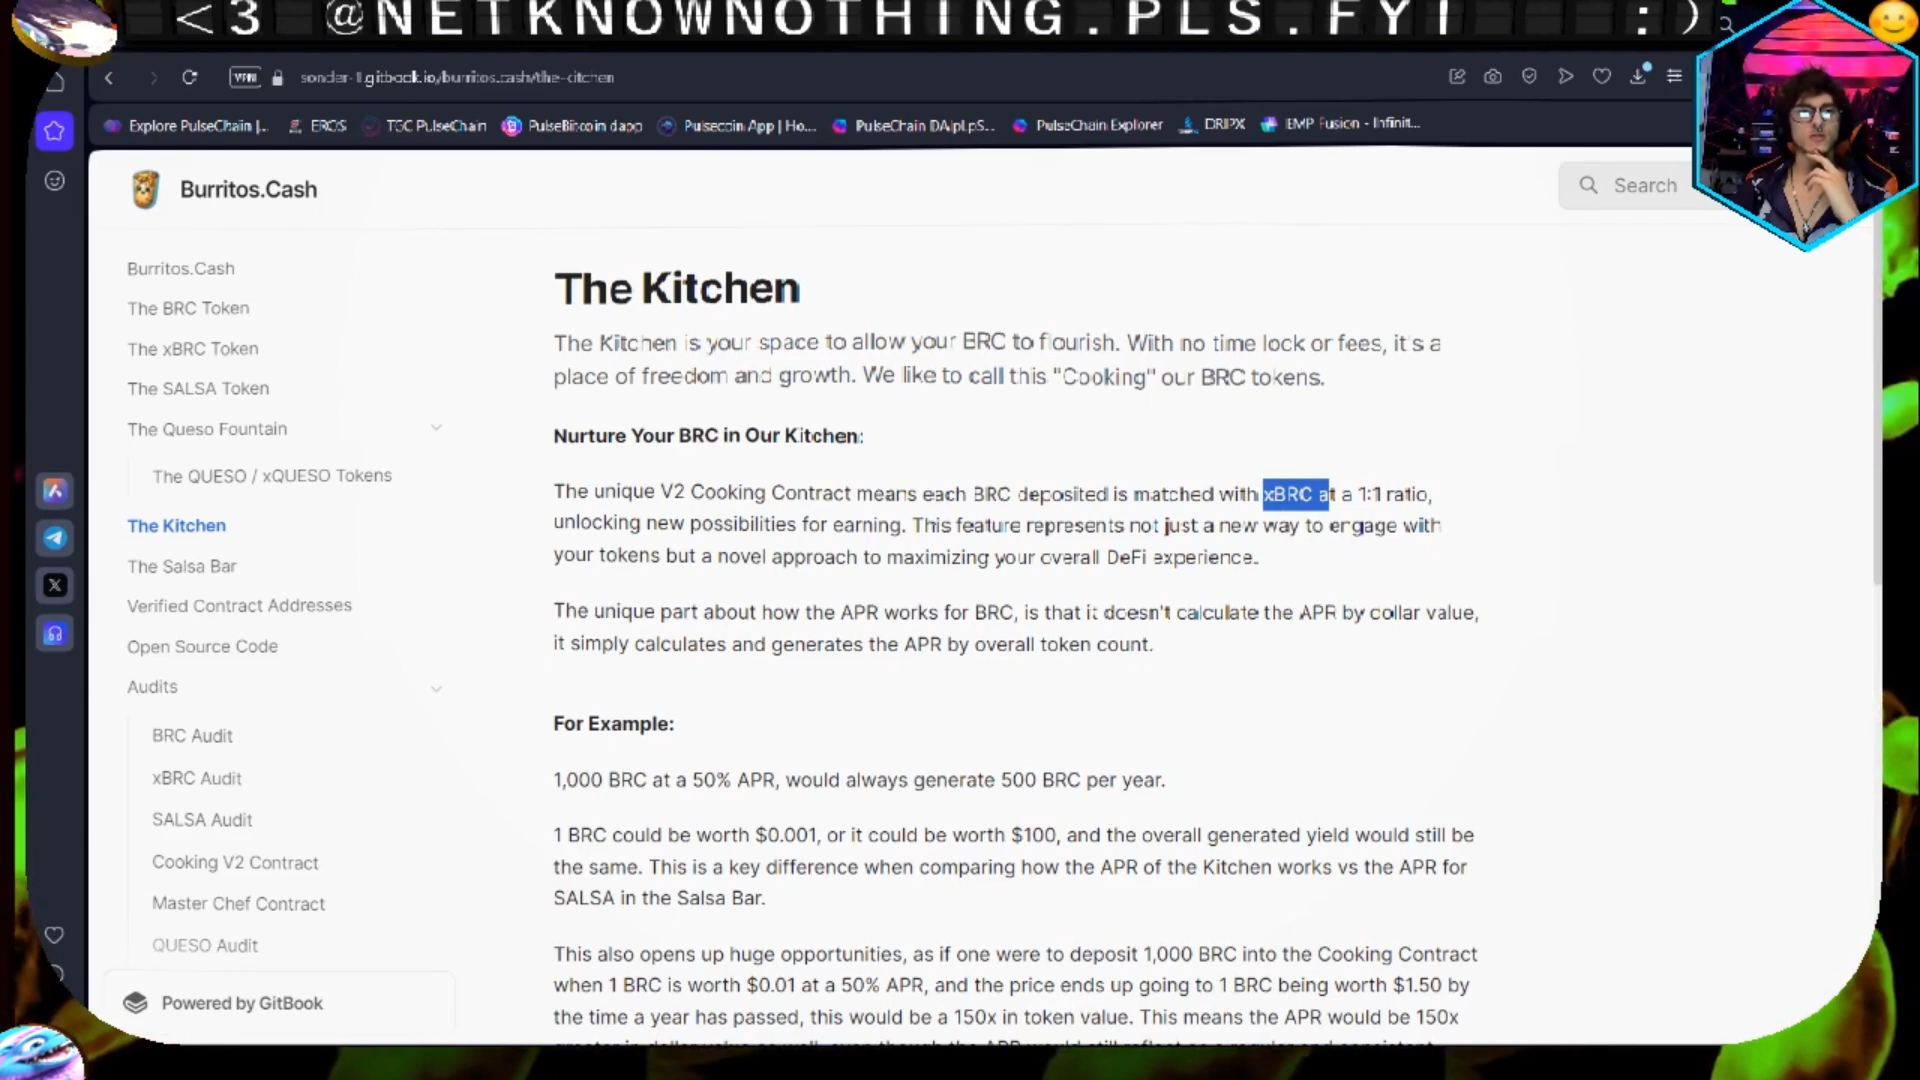 <3 @NETKNOWNOTHING.PLS.FYI :)
VPN sonder-1.gitbook.io/burritos.cash/the-kitchen
Explore PulseChain |... EROS TSC PulseChain PulseBitcoin dapp Pulsecoin App | Ho... PulseChain DAI pI.pS... PulseChain Explorer DRIPX EMP Fusion - Infinit...
Burritos.Cash
Search
Burritos.Cash
The BRC Token
The xBRC Token
The SALSA Token
The Queso Fountain
The QUESO / xQUESO Tokens
The Kitchen
The Salsa Bar
Verified Contract Addresses
Open Source Code
Audits
BRC Audit
xBRC Audit
SALSA Audit
Cooking V2 Contract
Master Chef Contract
QUESO Audit
Powered by GitBook
The Kitchen
The Kitchen is your space to allow your BRC to flourish. With no time lock or fees, it's a
place of freedom and growth. We like to call this "Cooking" our BRC tokens.
Nurture Your BRC in Our Kitchen:
The unique V2 Cooking Contract means each BRC deposited is matched with xBRC at a 1:1 ratio,
unlocking new possibilities for earning. This feature represents not just a new way to engage with
your tokens but a novel approach to maximizing your overall DeFi experience.
The unique part about how the APR works for BRC, is that it doesn't calculate the APR by dollar value,
it simply calculates and generates the APR by overall token count.
For Example:
1,000 BRC at a 50% APR, would always generate 500 BRC per year.
1 BRC could be worth $0.001, or it could be worth $100, and the overall generated yield would still be
the same. This is a key difference when comparing how the APR of the Kitchen works vs the APR for
SALSA in the Salsa Bar.
This also opens up huge opportunities, as if one were to deposit 1,000 BRC into the Cooking Contract
when 1 BRC is worth $0.01 at a 50% APR, and the price ends up going to 1 BRC being worth $1.50 by
the time a year has passed, this would be a 150x in token value. This means the APR would be 150x